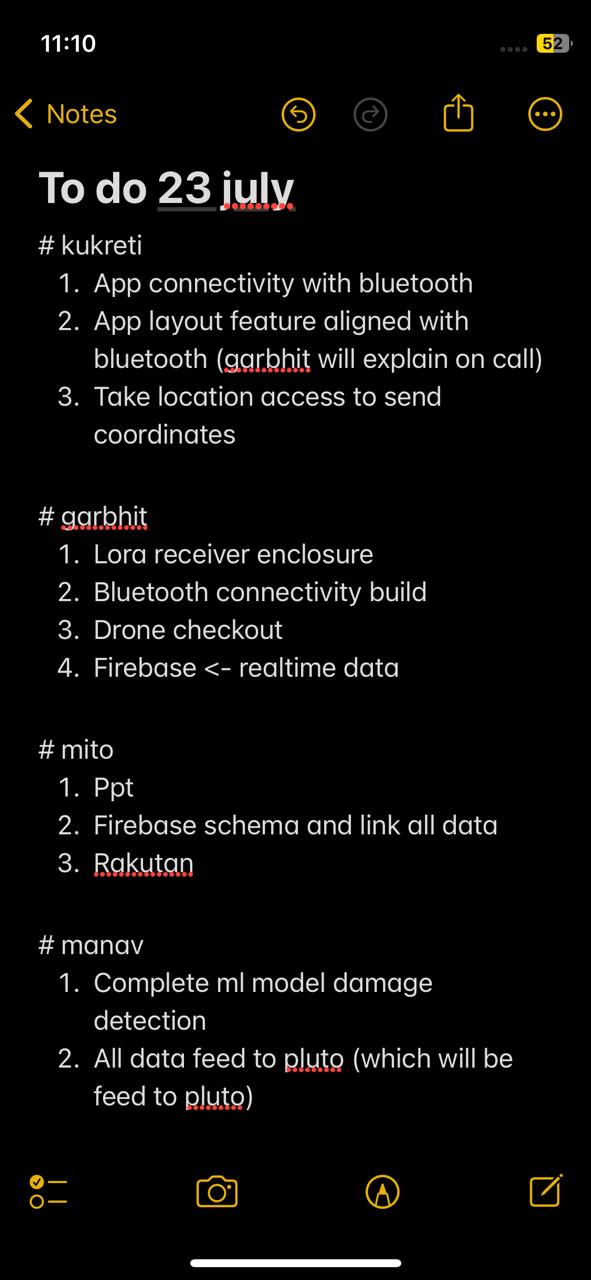 11:10
52
Notes
To do 23 july
# kukreti
1. App connectivity with bluetooth
2. App layout feature aligned with
bluetooth (garbhit will explain on call)
3. Take location access to send
coordinates
# garbhit
1. Lora receiver enclosure
2. Bluetooth connectivity build
3. Drone checkout
4. Firebase <- realtime data
# mito
1. Ppt
2. Firebase schema and link all data
3. Rakutan
# manav
1. Complete ml model damage
detection
2. All data feed to pluto (which will be
feed to pluto)